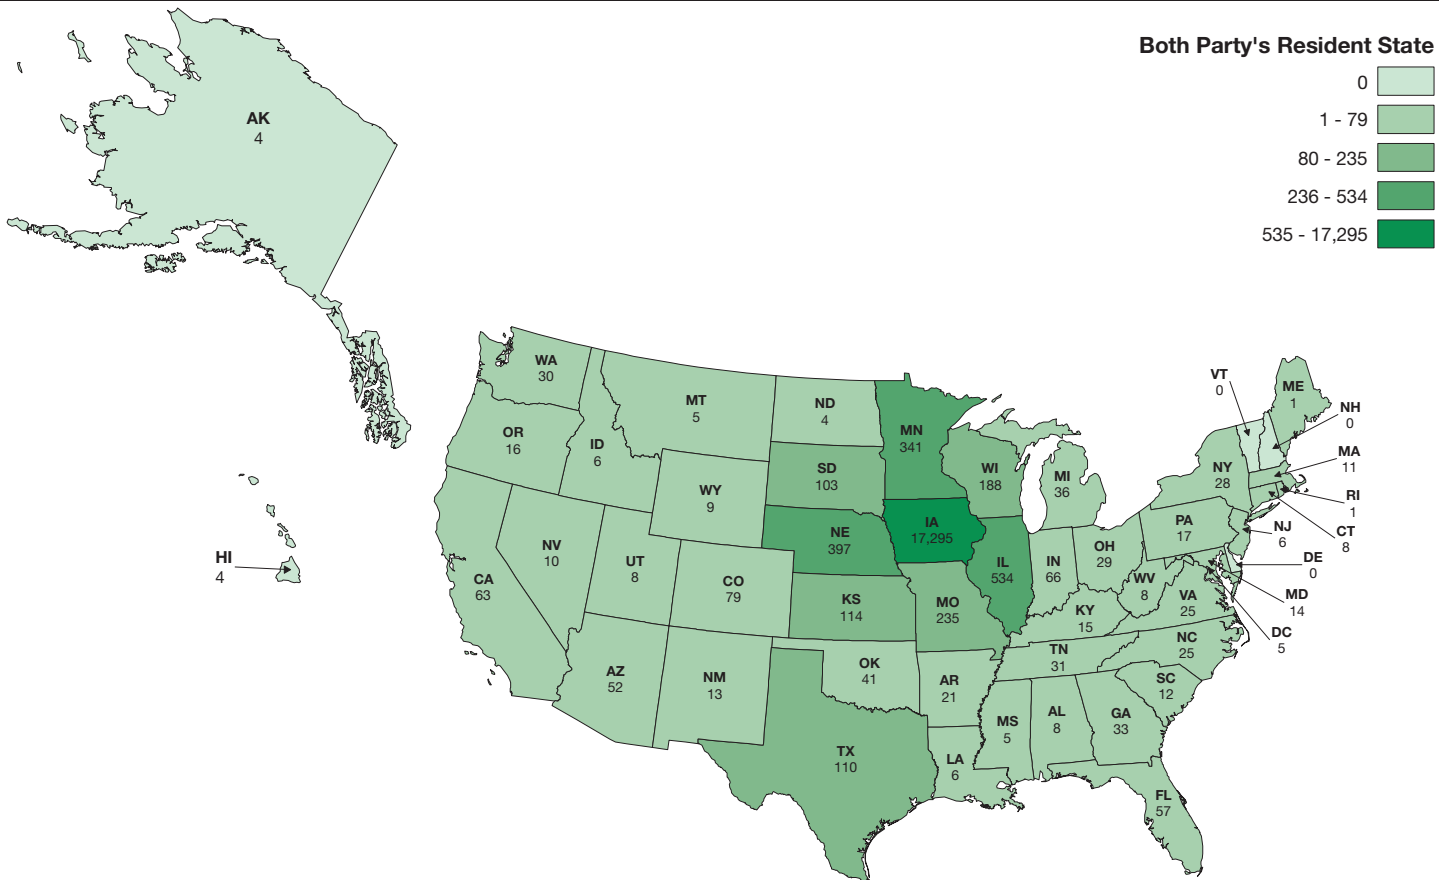 Both Party's Resident State
0
1 - 79
80 - 235
236 - 534
535 - 17,295
AK
4
HI
4
WA
30
OR
16
ID
6
MT
5
ND
4
MN
341
SD
103
WI
188
MI
36
WY
9
NE
397
IA
17,295
NV
10
UT
8
CO
79
CA
63
KS
114
MO
235
IL
534
IN
66
OH
29
WV
8
VA
25
KY
15
PA
17
NY
28
VT
0
ME
1
NH
0
MA
11
RI
1
CT
8
NJ
6
DE
0
MD
14
DC
5
NC
25
TN
31
SC
12
AZ
52
NM
13
OK
41
AR
21
MS
5
AL
8
GA
33
TX
110
LA
6
FL
57